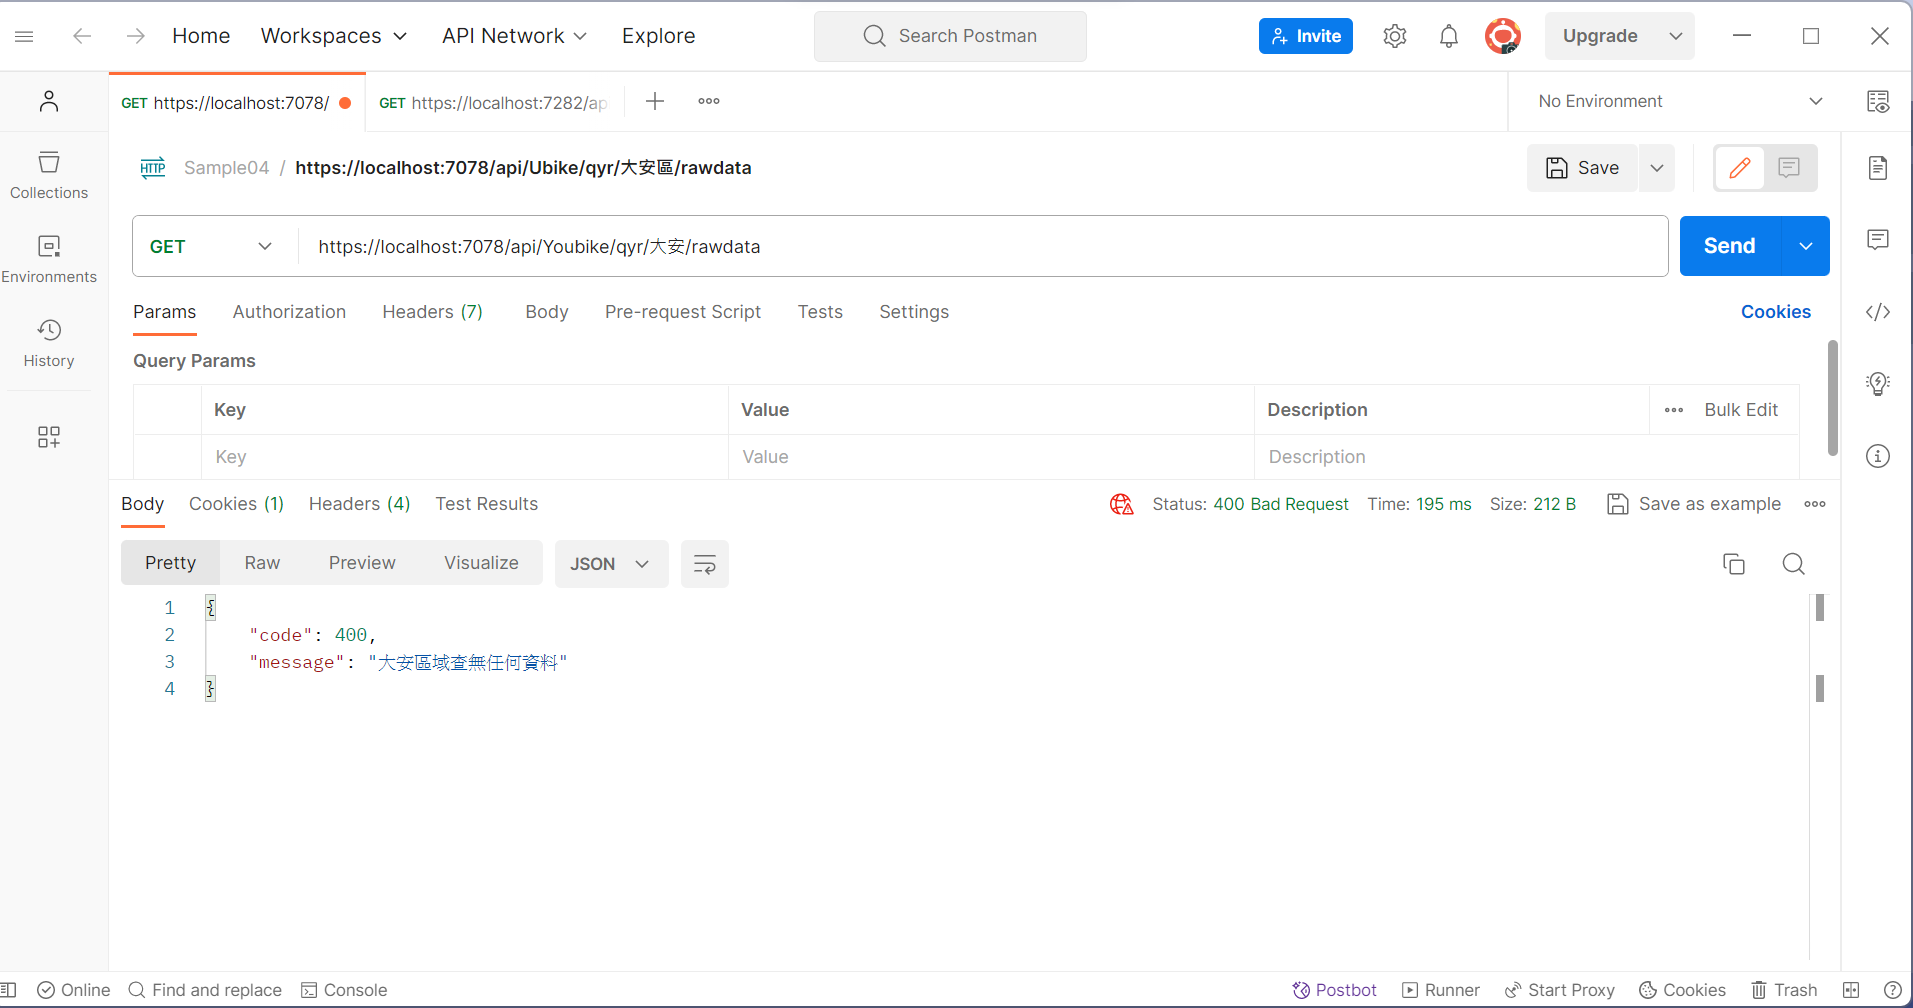 Home Workspaces API Network Explore Search Postman Invite Upgrade
GET https://localhost:7078/ GET https://localhost:7282/ap No Environment
HTTP Sample04 / https://localhost:7078/api/Ubike/qyr/大安區/rawdata Save
Collections
GET https://localhost:7078/api/Youbike/qyr/大安/rawdata Send
Environments
Params Authorization Headers (7) Body Pre-request Script Tests Settings Cookies
History
Query Params
Key Value Description Bulk Edit
Key Value Description
Body Cookies (1) Headers (4) Test Results Status: 400 Bad Request Time: 195 ms Size: 212 B Save as example
Pretty Raw Preview Visualize JSON
1 {
2 "code": 400,
3 "message": "大安區域查無任何資料"
4 }
Online Find and replace Console Postbot Runner Start Proxy Cookies Trash